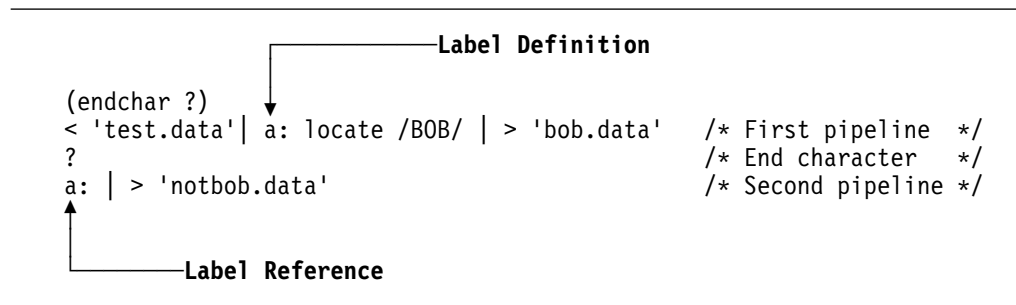 Label Definition
(endchar ?)
< 'test.data'| a: locate /BOB/ | > 'bob.data' /* First pipeline */
? /* End character */
a: | > 'notbob.data' /* Second pipeline */
Label Reference